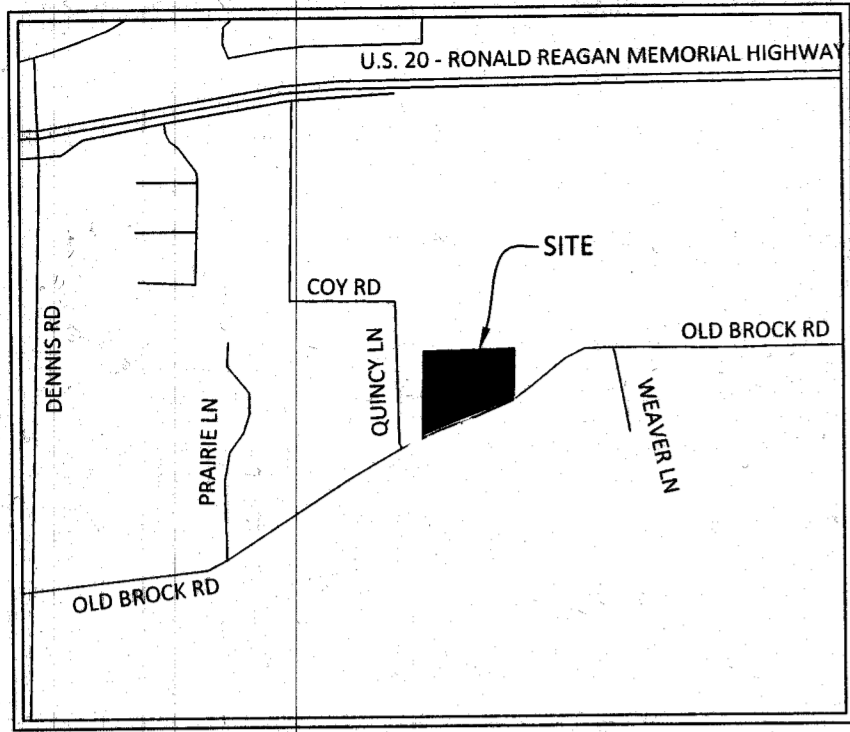 U.S. 20 - RONALD REAGAN MEMORIAL HIGHWAY
SITE
COY RD
OLD BROCK RD
DENNIS RD
QUINCY LN
WEAVER LN
PRAIRIE LN
OLD BROCK RD